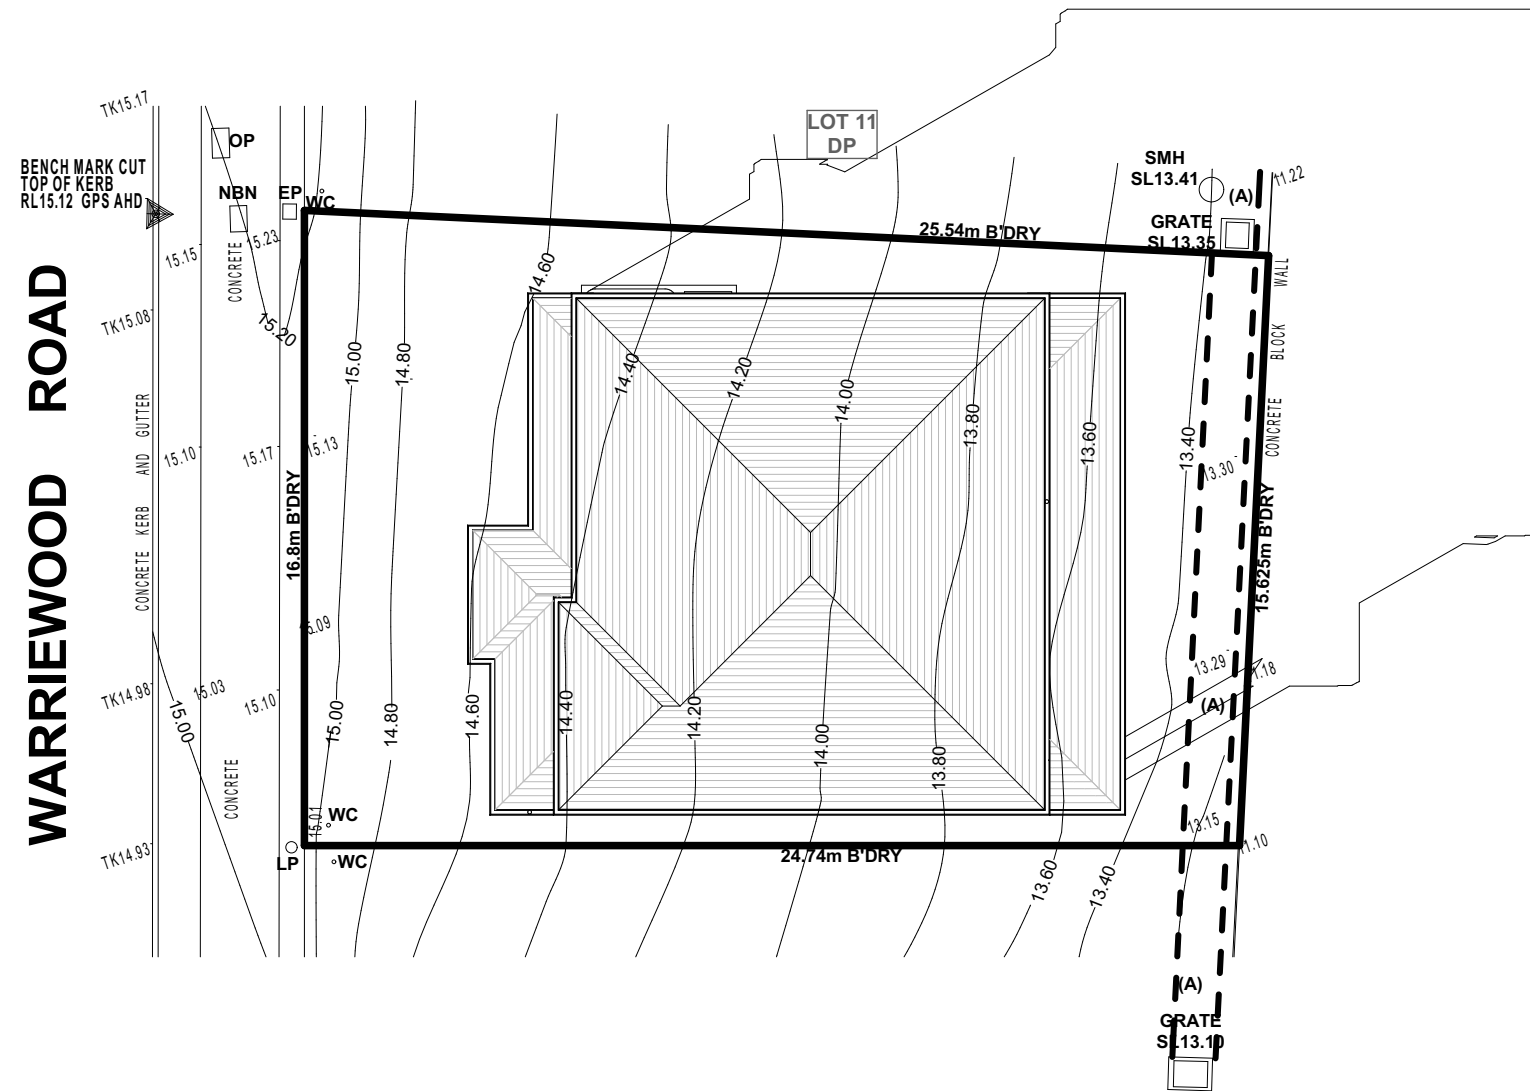 TK15.17
OP
LOT 11
DP
BENCH MARK CUT
TOP OF KERB
RL15.12 GPS AHD
NBN
EP
WC
SMH
SL13.41
(A)
11.22
GRATE
SL13.35
25.54m B'DRY
15.15
15.23
CONCRETE
WALL
TK15.08
15.20
14.60
15.00
14.80
14.40
14.20
14.00
13.80
13.60
13.40
BLOCK
CONCRETE
WARRIEWOOD ROAD
CONCRETE KERB AND GUTTER
15.10
15.17
15.13
13.30
16.8m B'DRY
15.625m B'DRY
15.09
13.29
11.18
TK14.98
15.03
15.10
(A)
15.00
15.00
14.80
14.60
14.40
14.20
14.00
13.80
CONCRETE
15.01
WC
13.15
TK14.93
LP
WC
24.74m B'DRY
11.10
13.60
13.40
(A)
GRATE
SL13.10